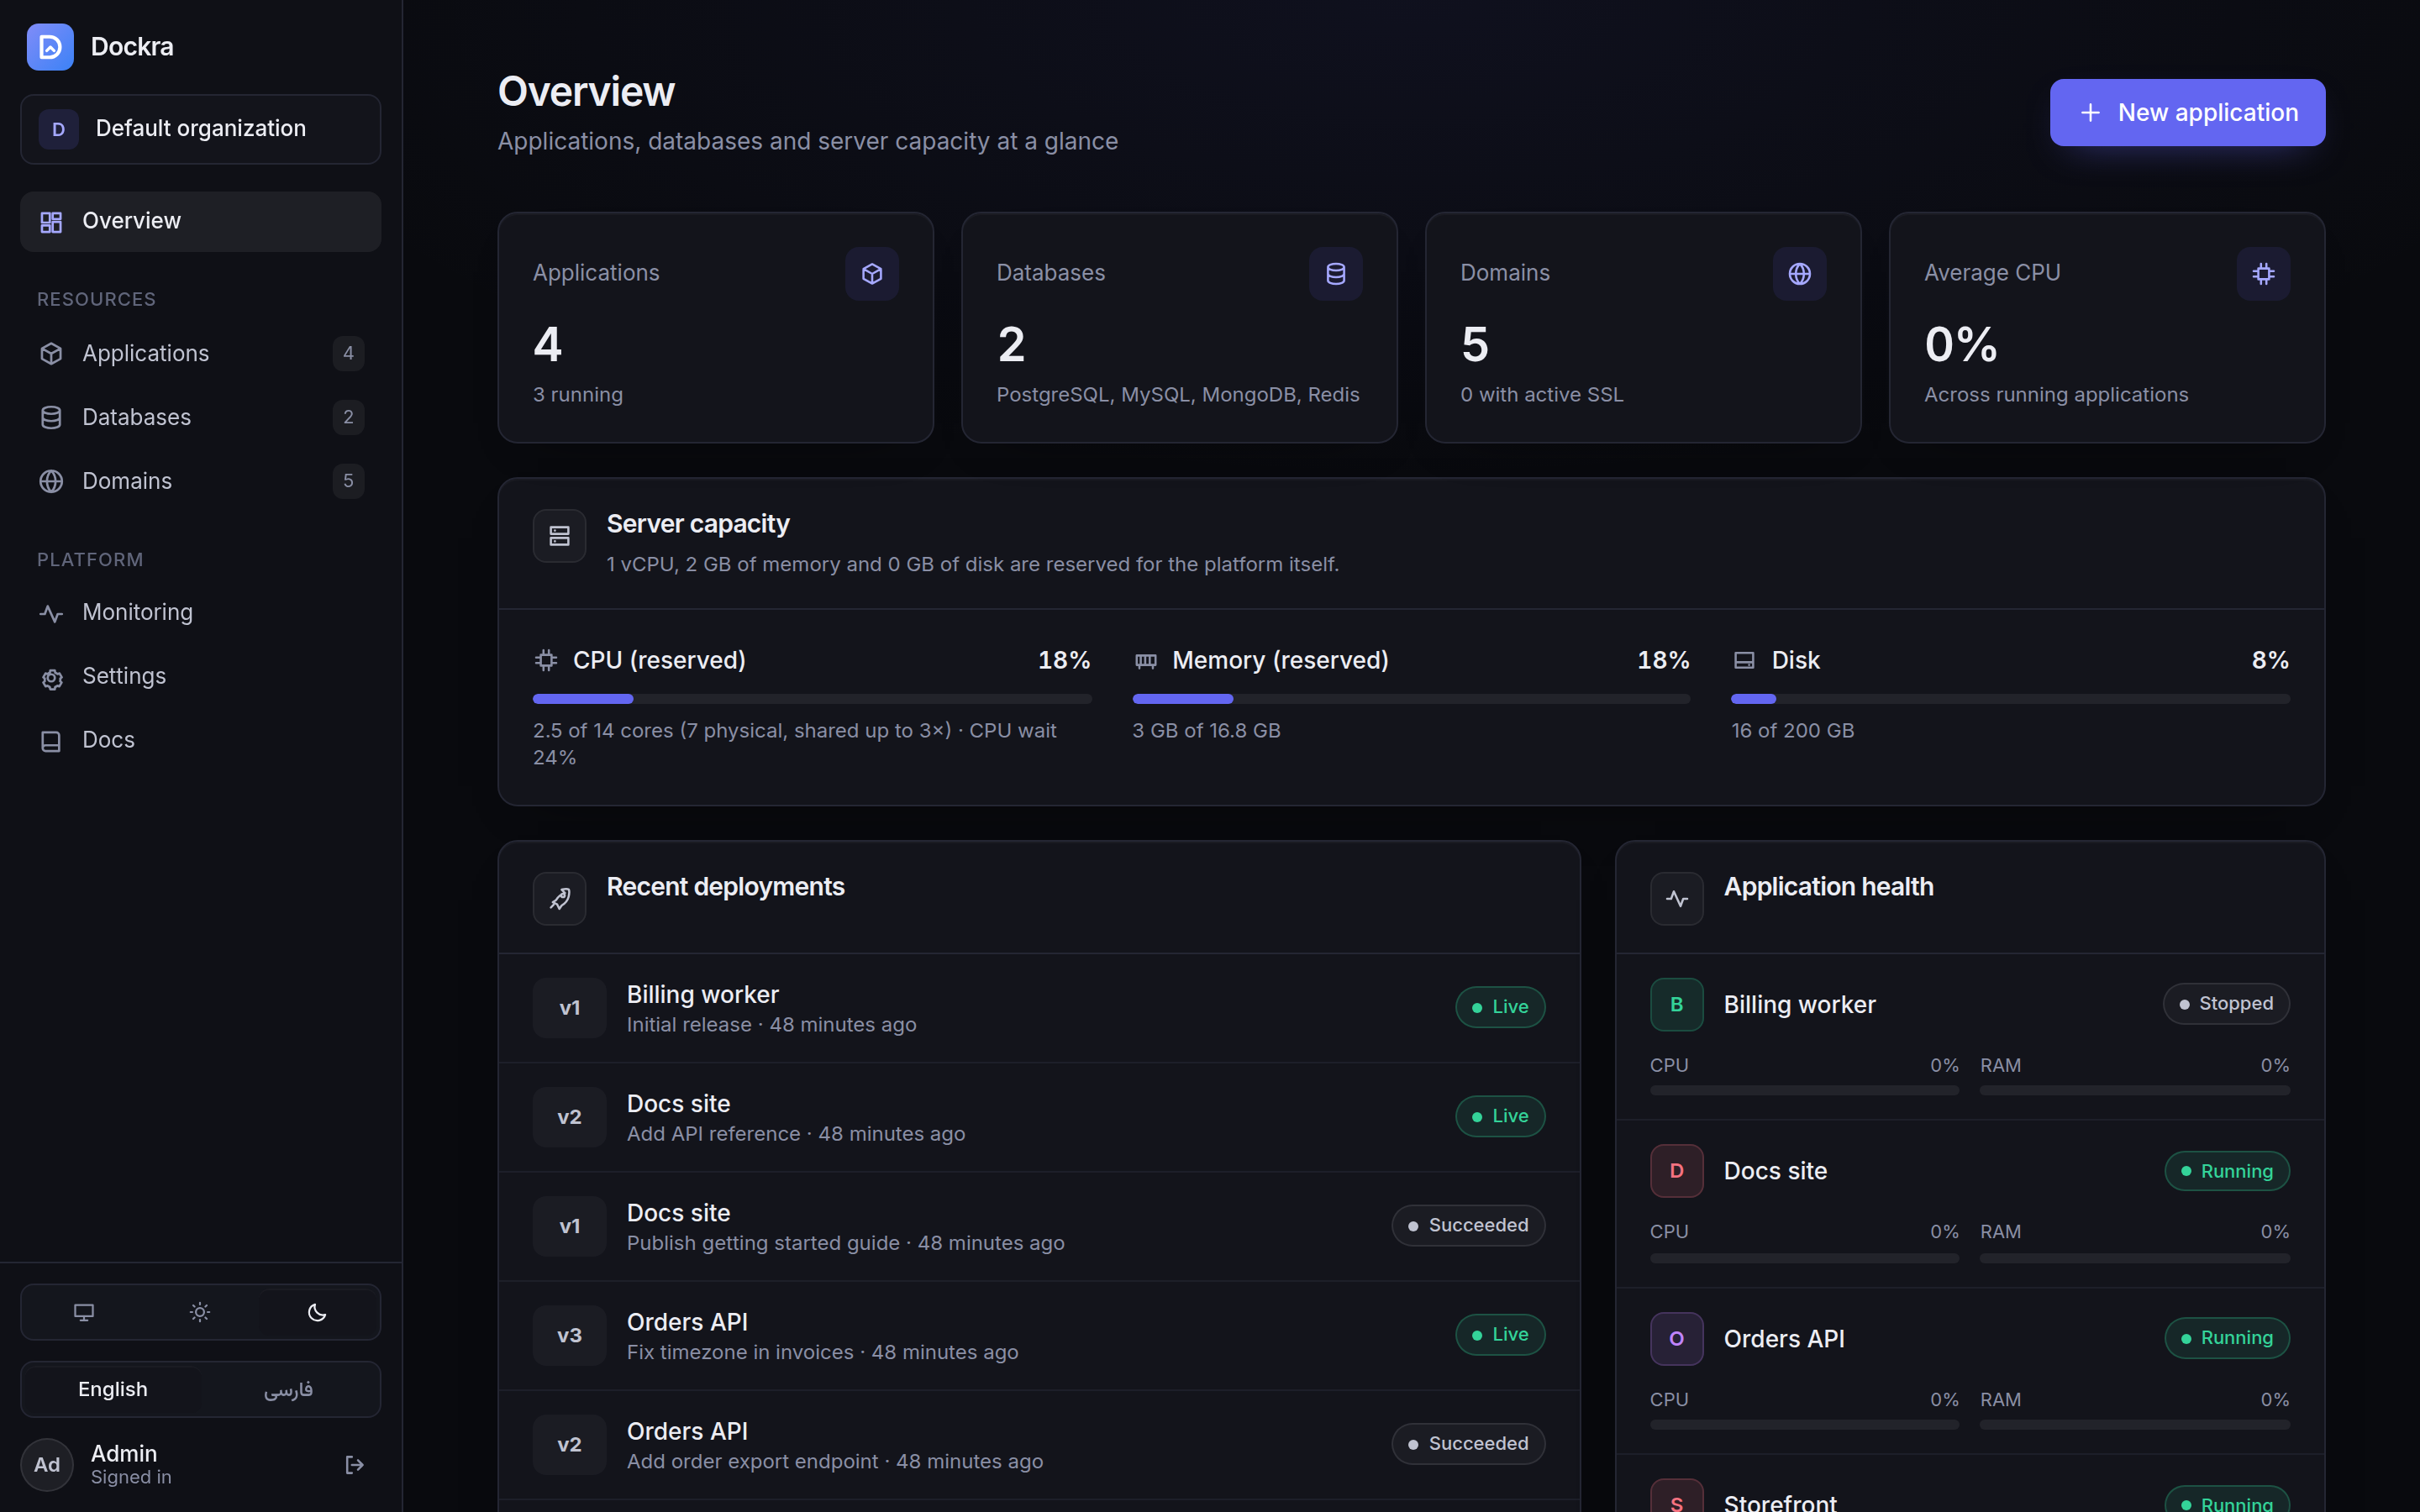 Dockra
D Default organization
Overview
RESOURCES
Applications 4
Databases 2
Domains 5
PLATFORM
Monitoring
Settings
Docs
English فارسی
Ad Admin
Signed in
Overview
Applications, databases and server capacity at a glance
New application
Applications
4
3 running
Databases
2
PostgreSQL, MySQL, MongoDB, Redis
Domains
5
0 with active SSL
Average CPU
0%
Across running applications
Server capacity
1 vCPU, 2 GB of memory and 0 GB of disk are reserved for the platform itself.
CPU (reserved) 18%
2.5 of 14 cores (7 physical, shared up to 3×) · CPU wait
24%
Memory (reserved) 18%
3 GB of 16.8 GB
Disk 8%
16 of 200 GB
Recent deployments
v1 Billing worker Live
Initial release · 48 minutes ago
v2 Docs site Live
Add API reference · 48 minutes ago
v1 Docs site Succeeded
Publish getting started guide · 48 minutes ago
v3 Orders API Live
Fix timezone in invoices · 48 minutes ago
v2 Orders API Succeeded
Add order export endpoint · 48 minutes ago
Application health
B Billing worker Stopped
CPU 0% RAM 0%
D Docs site Running
CPU 0% RAM 0%
O Orders API Running
CPU 0% RAM 0%
S Storefront Running